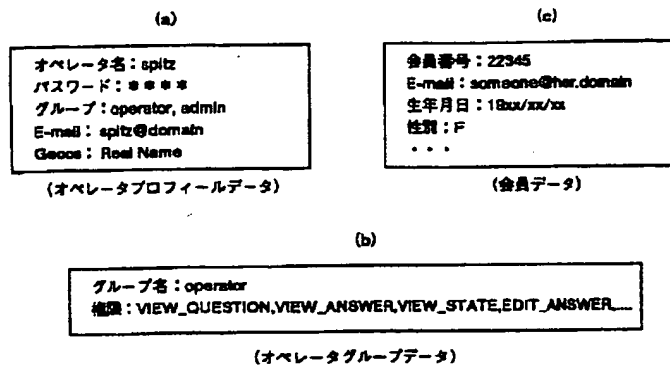 (a)
オペレータ名：spitz
パスワード：＊＊＊＊
グループ：operator, admin
E-mail： spitz@domain
Gecos： Real Name
(オペレータプロフィールデータ)
(c)
会員番号：22345
E-mail：someone@her.domain
生年月日：19xx/xx/xx
性別：F
・・・
(会員データ)
(b)
グループ名：operator
権限：VIEW_QUESTION,VIEW_ANSWER,VIEW_STATE,EDIT_ANSWER,....
(オペレータグループデータ)